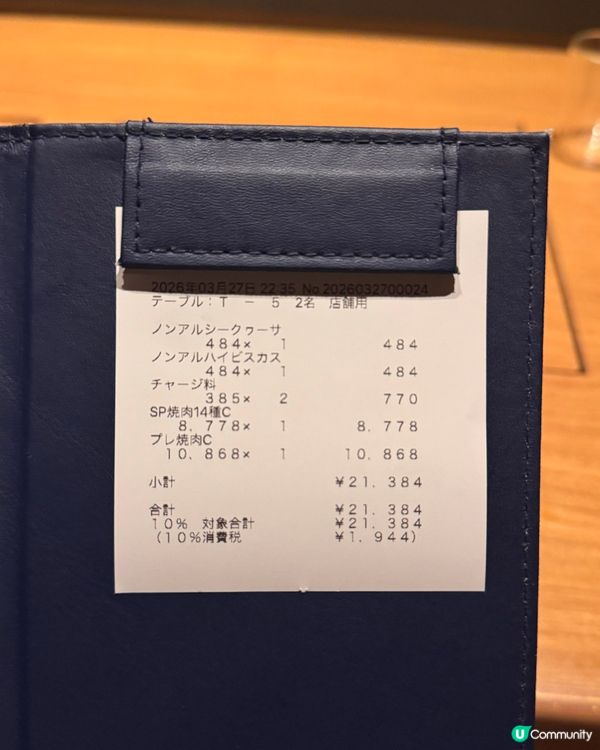 2026年03月27日 22:35 No.2026032700024
テーブル：T － 5 2名 店舗用
ノンアルシークヮーサ
484× 1 484
ノンアルハイビスカス
484× 1 484
チャージ料
385× 2 770
SP焼肉14種C
8,778× 1 8,778
プレ焼肉C
10,868× 1 10,868
小計 ¥21,384
合計 ¥21,384
10% 対象合計 ¥21,384
(10%消費税 ¥1,944)
U Community